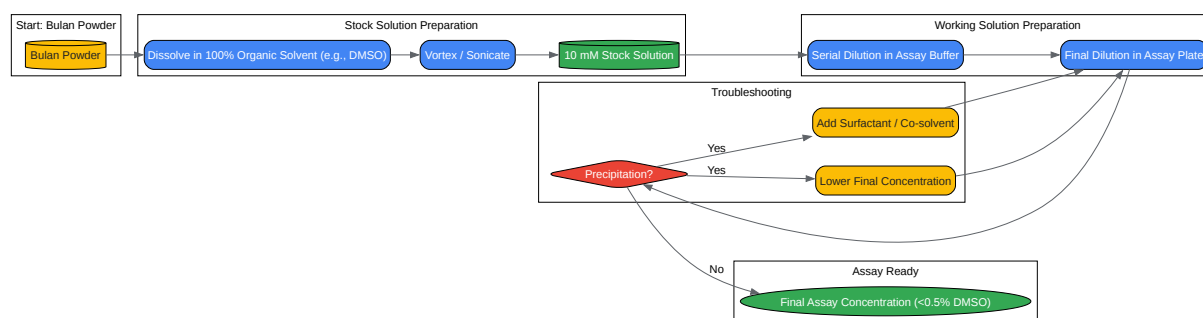 Start: Bulan Powder
Bulan Powder
Stock Solution Preparation
Dissolve in 100% Organic Solvent (e.g., DMSO)
Vortex / Sonicate
10 mM Stock Solution
Working Solution Preparation
Serial Dilution in Assay Buffer
Final Dilution in Assay Plate
Troubleshooting
Add Surfactant / Co-solvent
Yes
Precipitation?
Yes
Lower Final Concentration
No
Assay Ready
Final Assay Concentration (<0.5% DMSO)